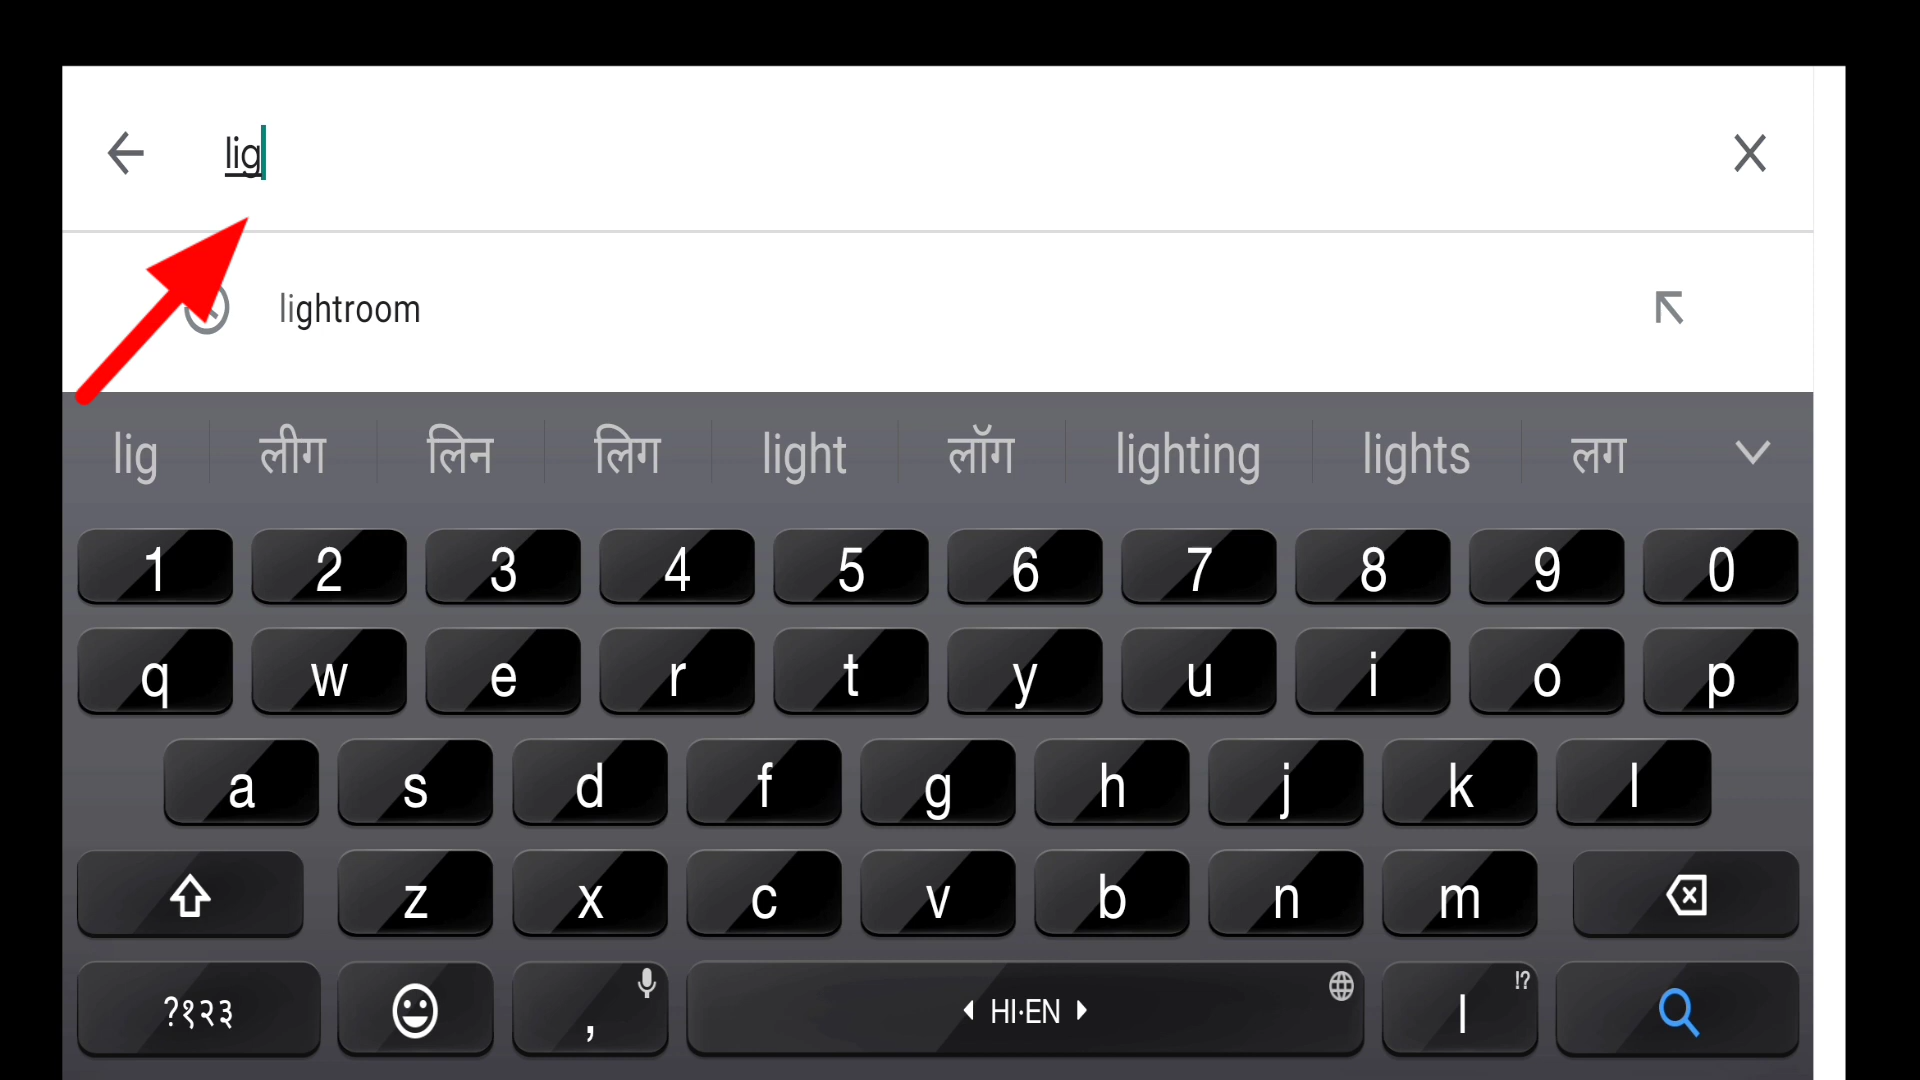 lig
lightroom
lig लीग लिन लिग light लॉग lighting lights लग
1 2 3 4 5 6 7 8 9 0
q w e r t y u i o p
a s d f g h j k l
z x c v b n m
?१२३ , HI·EN । !?